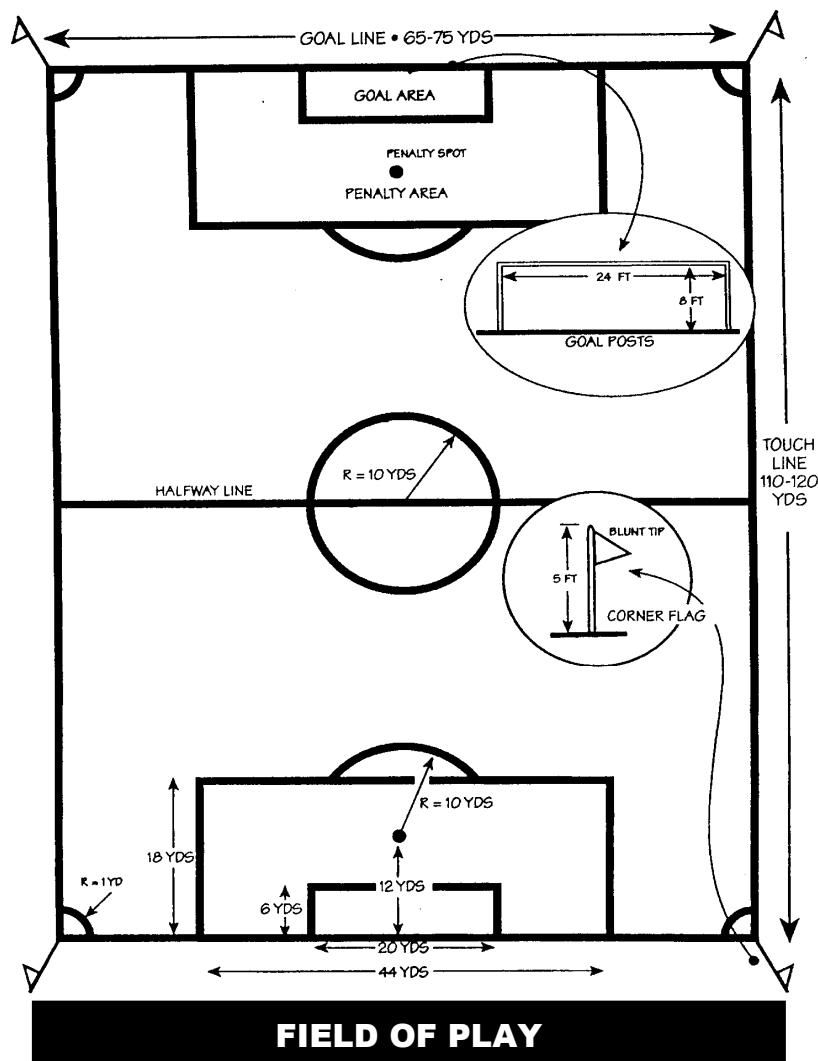 GOAL LINE • 65-75 YDS
GOAL AREA
PENALTY SPOT
PENALTY AREA
24 FT
8 FT
GOAL POSTS
TOUCH
LINE
110-120
YDS
R = 10 YDS
HALFWAY LINE
BLUNT TIP
5 FT
CORNER FLAG
R = 10 YDS
18 YDS
R = 1 YD
12 YDS
6 YDS
20 YDS
44 YDS
FIELD OF PLAY